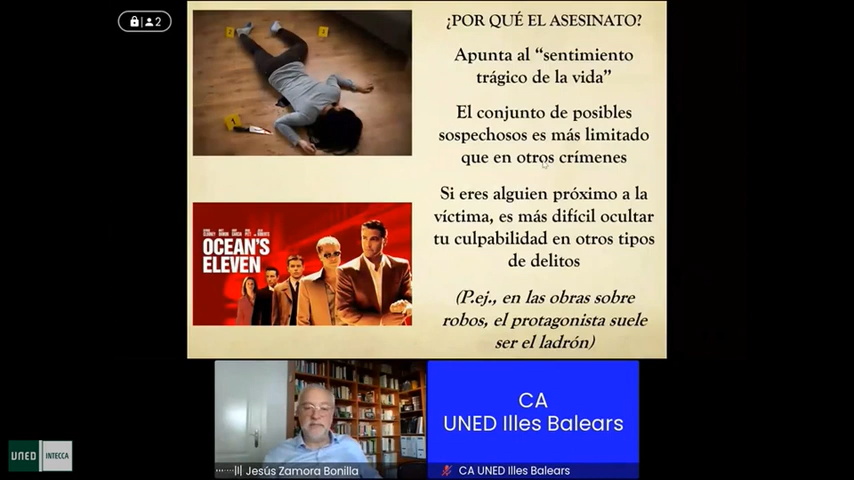 2
¿POR QUÉ EL ASESINATO?
Apunta al “sentimiento
trágico de la vida”
El conjunto de posibles
sospechosos es más limitado
que en otros crímenes
Si eres alguien próximo a la
víctima, es más difícil ocultar
tu culpabilidad en otros tipos
de delitos
(P.ej., en las obras sobre
robos, el protagonista suele
ser el ladrón)
OCEAN'S
ELEVEN
CA
UNED Illes Balears
Jesús Zamora Bonilla
CA UNED Illes Balears
UNED INTECCA